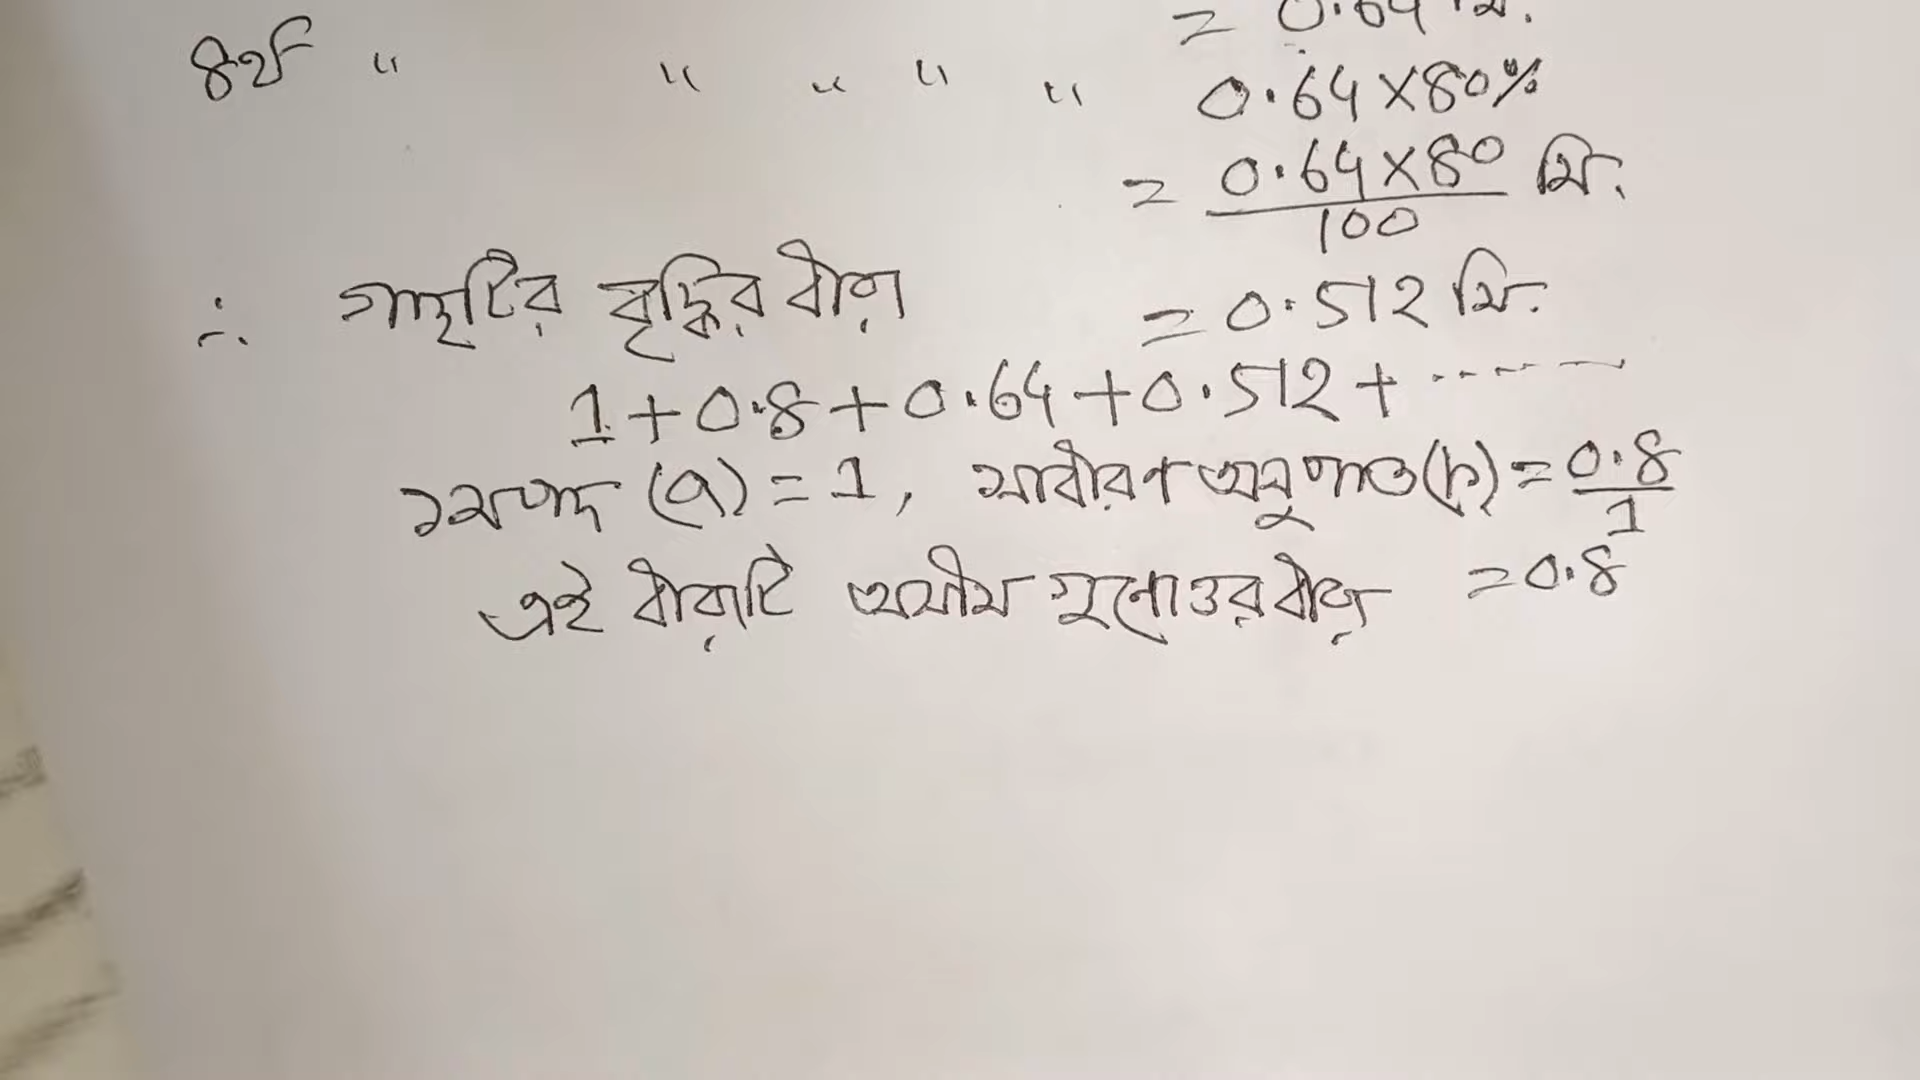 = 0.64 মি.
৪র্থ " " " " " 0.64 × 80%
= 0.64 × 80 / 100 মি.
∴ গাছটির বৃদ্ধির ধারা = 0.512 মি.
1 + 0.8 + 0.64 + 0.512 + ......
১মপদ (a) = 1, সাধারণ অনুপাত (r) = 0.8 / 1
এই ধারাটি অসীম গুনোত্তর ধারা = 0.8